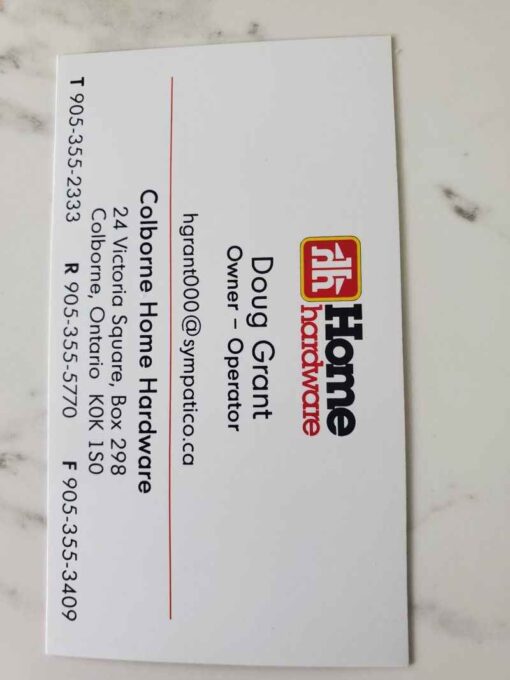 Home
hardware
Doug Grant
Owner - Operator
hgrant000@sympatico.ca
Colborne Home Hardware
24 Victoria Square, Box 298
Colborne, Ontario K0K 1S0
T 905-355-2333 R 905-355-5770 F 905-355-3409